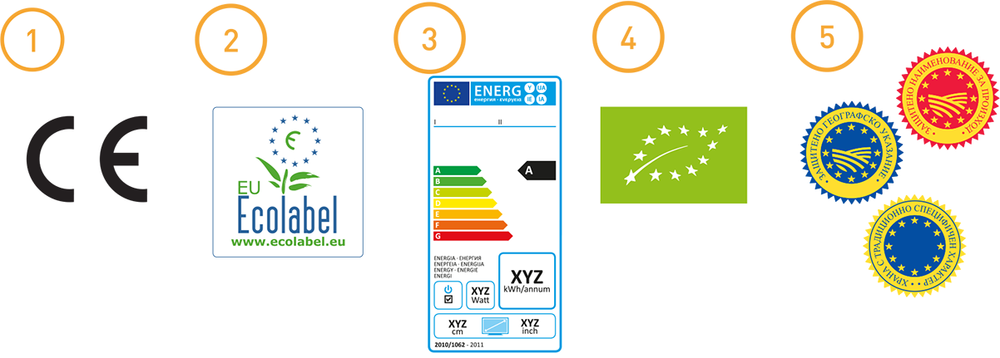 1
2
3
4
5
CE
EU
Ecolabel
www.ecolabel.eu
ENERG
енергия · ενεργεια
Y
IJA
IE
IA
I
II
A
B
C
D
E
F
G
A
ENERGIA · ЕНЕРГИЯ
ΕΝΕΡΓΕΙΑ · ENERGIJA
ENERGY · ENERGIE
ENERGI
XYZ
kWh/annum
XYZ
Watt
XYZ
cm
XYZ
inch
2010/1062 - 2011
ЗАЩИТЕНО НАИМЕНОВАНИЕ ЗА ПРОИЗХОД
ЗАЩИТЕНО ГЕОГРАФСКО УКАЗАНИЕ
ХРАНА С ТРАДИЦИОННО СПЕЦИФИЧЕН ХАРАКТЕР